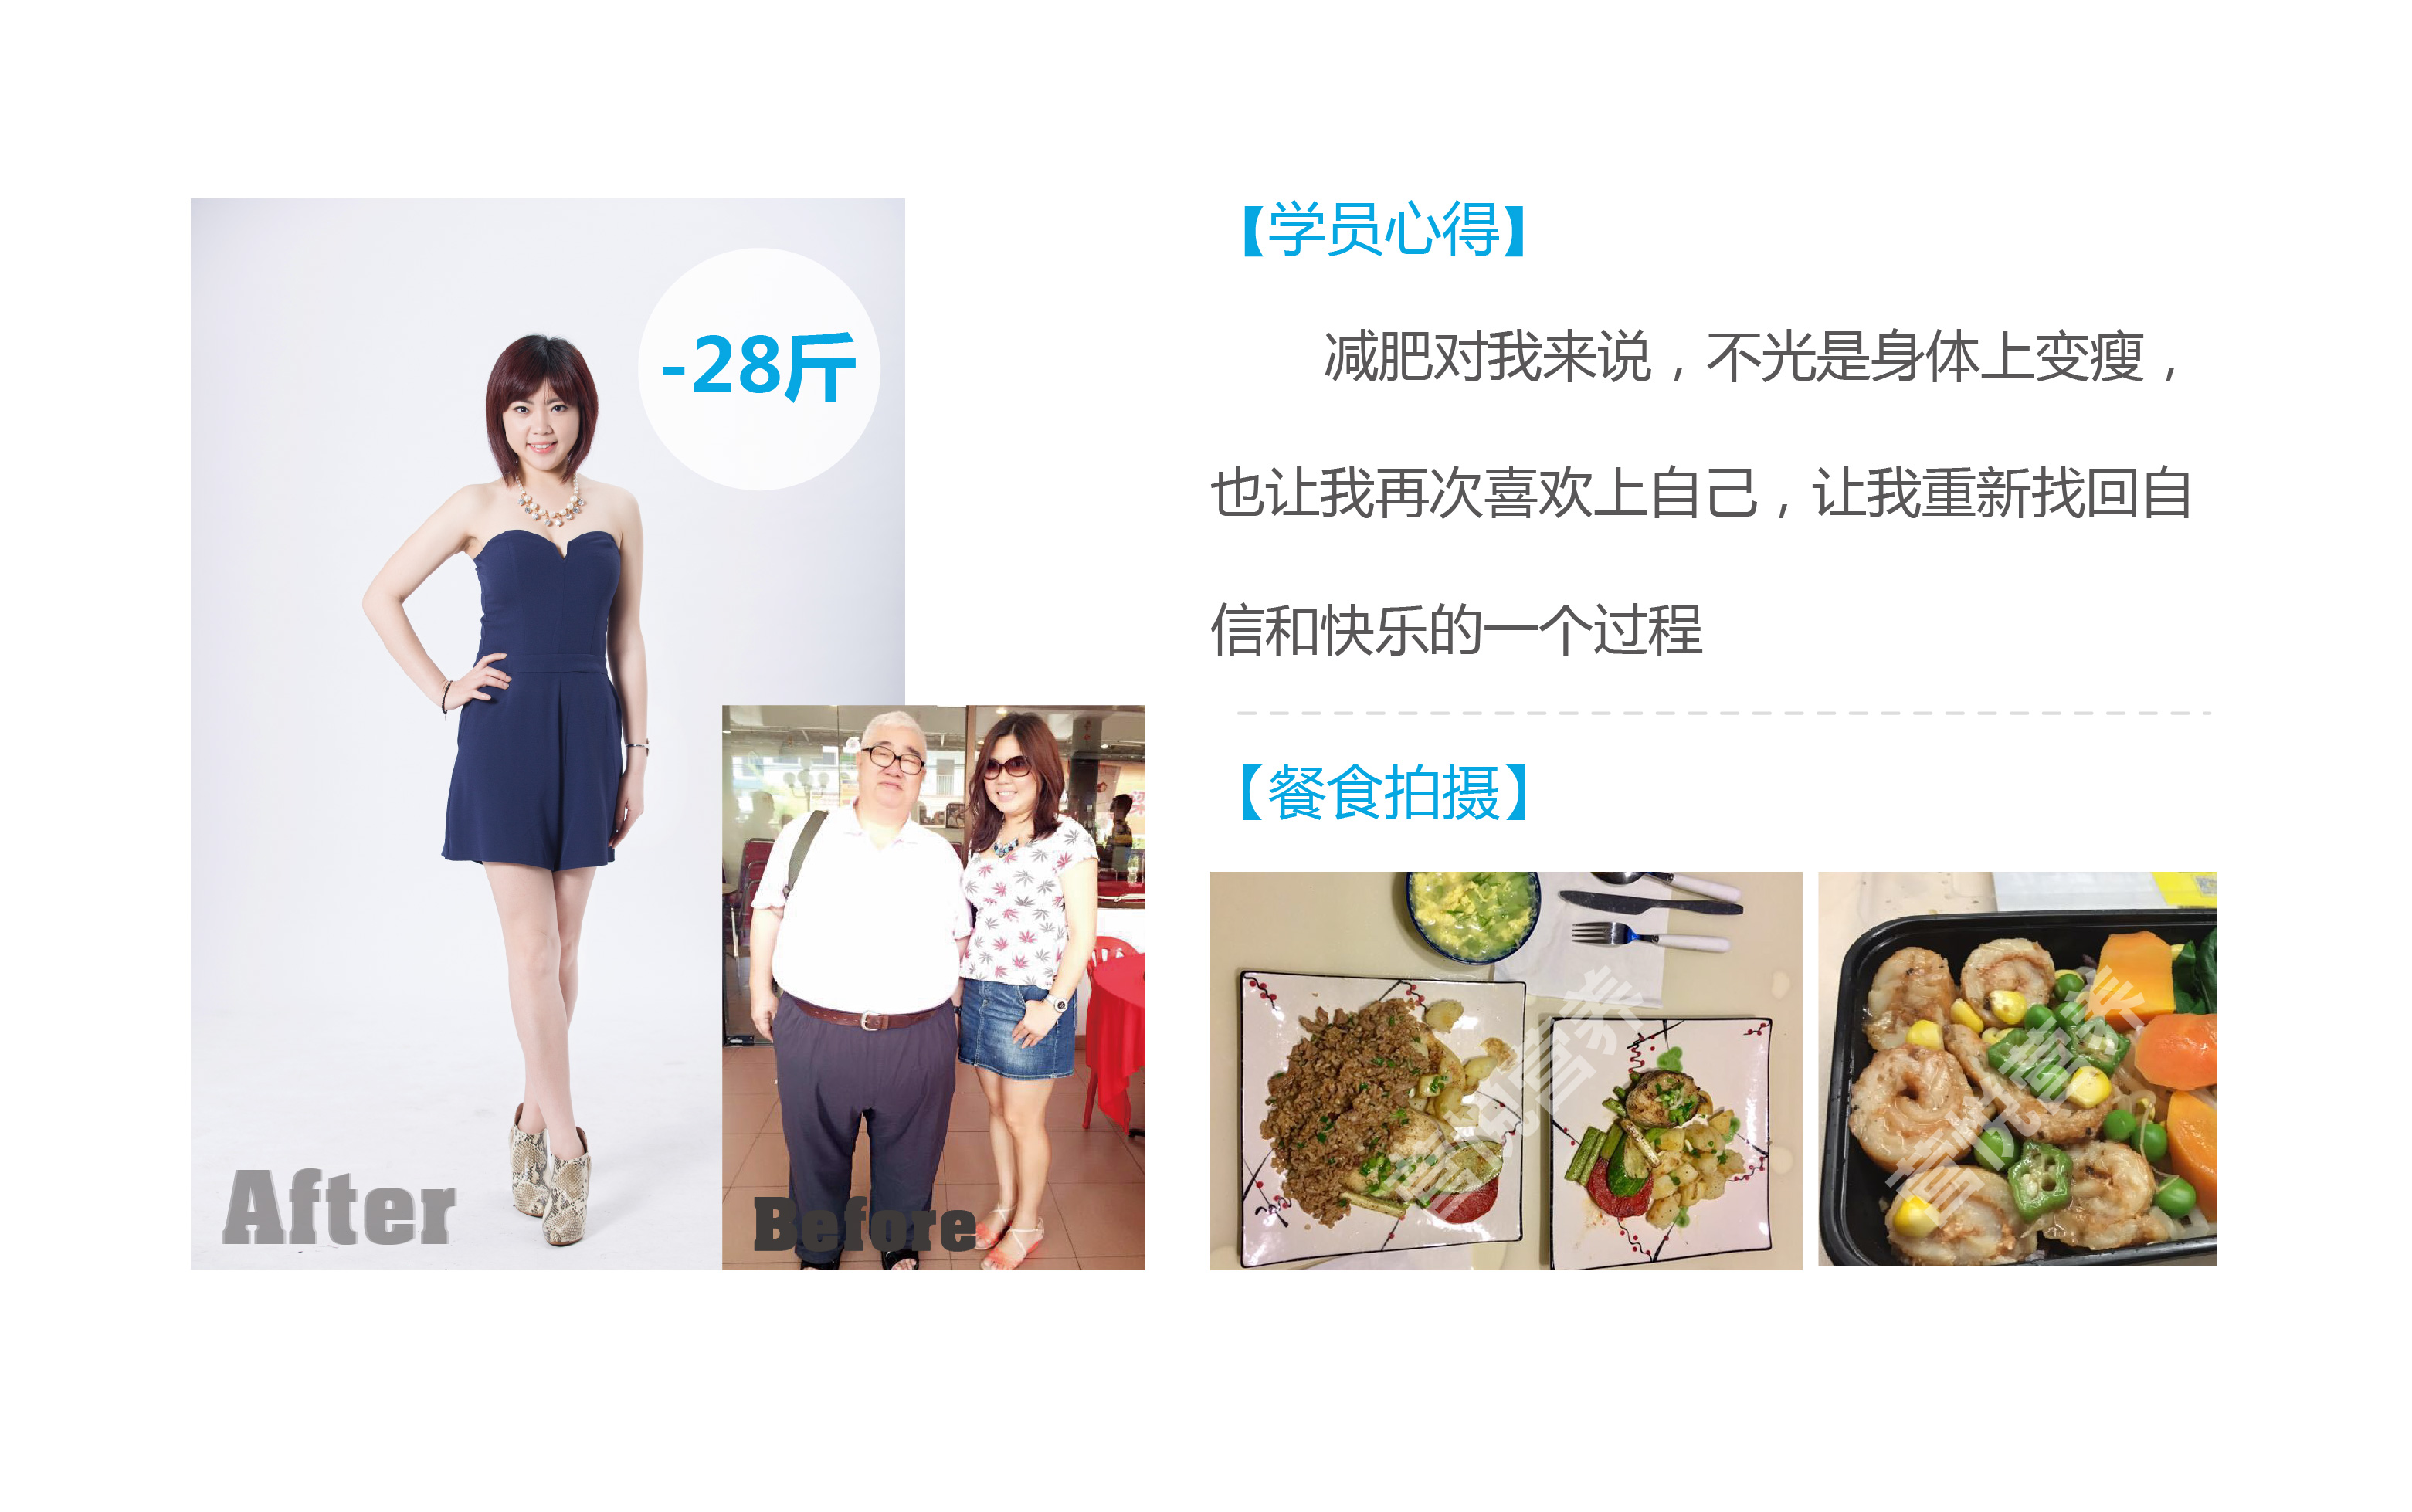 -28斤
After
Before
【学员心得】
减肥对我来说，不光是身体上变瘦，
也让我再次喜欢上自己，让我重新找回自
信和快乐的一个过程
【餐食拍摄】